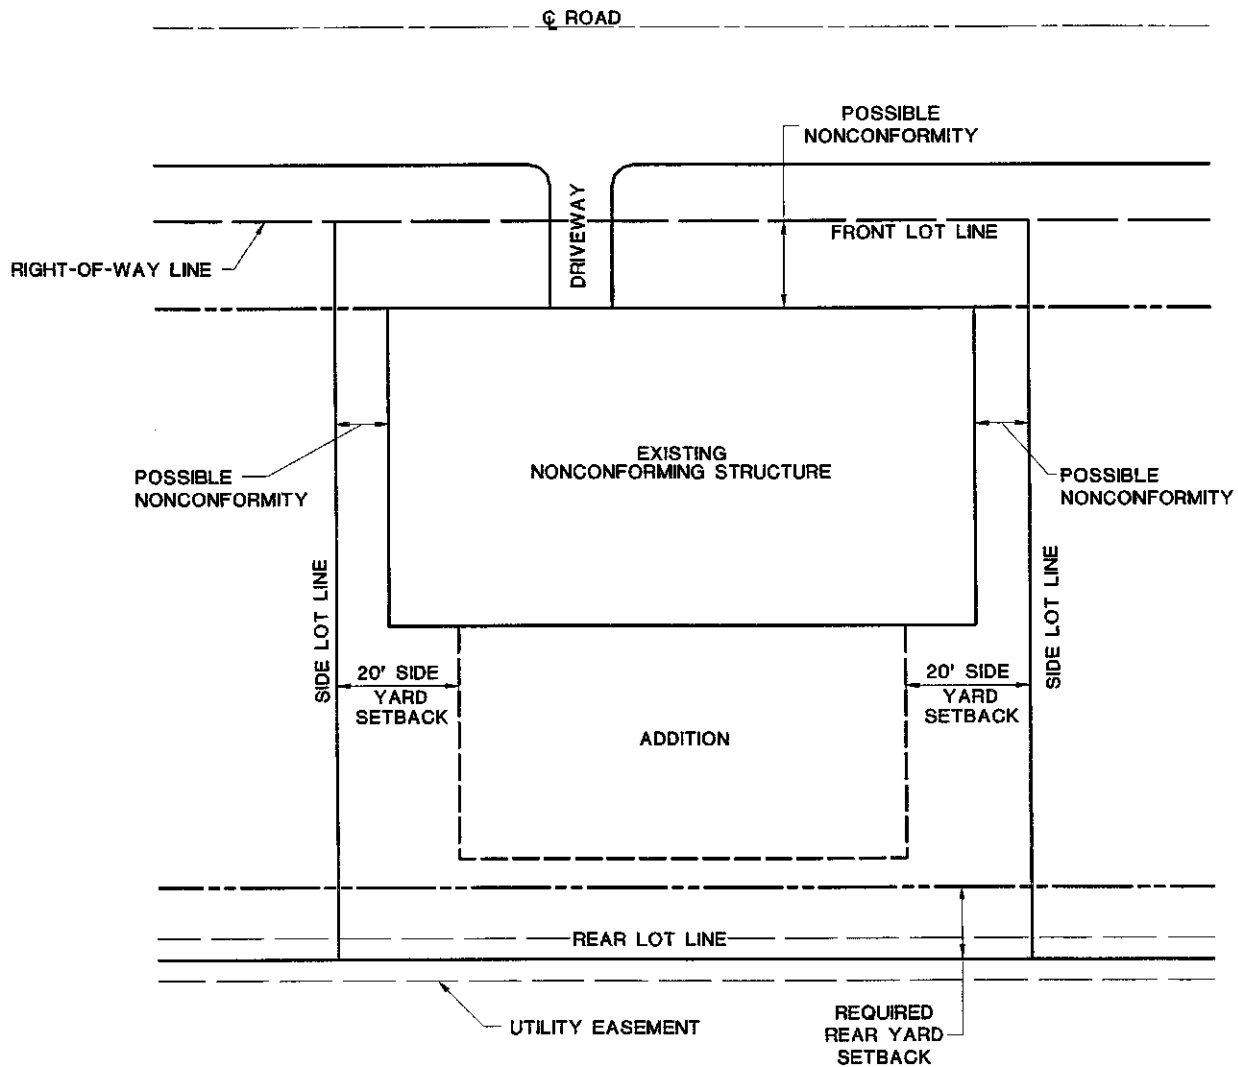 ℄ ROAD
POSSIBLE
NONCONFORMITY
DRIVEWAY
FRONT LOT LINE
RIGHT-OF-WAY LINE
EXISTING
NONCONFORMING STRUCTURE
POSSIBLE
NONCONFORMITY
POSSIBLE
NONCONFORMITY
SIDE LOT LINE
SIDE LOT LINE
20' SIDE
YARD
SETBACK
20' SIDE
YARD
SETBACK
ADDITION
REAR LOT LINE
UTILITY EASEMENT
REQUIRED
REAR YARD
SETBACK